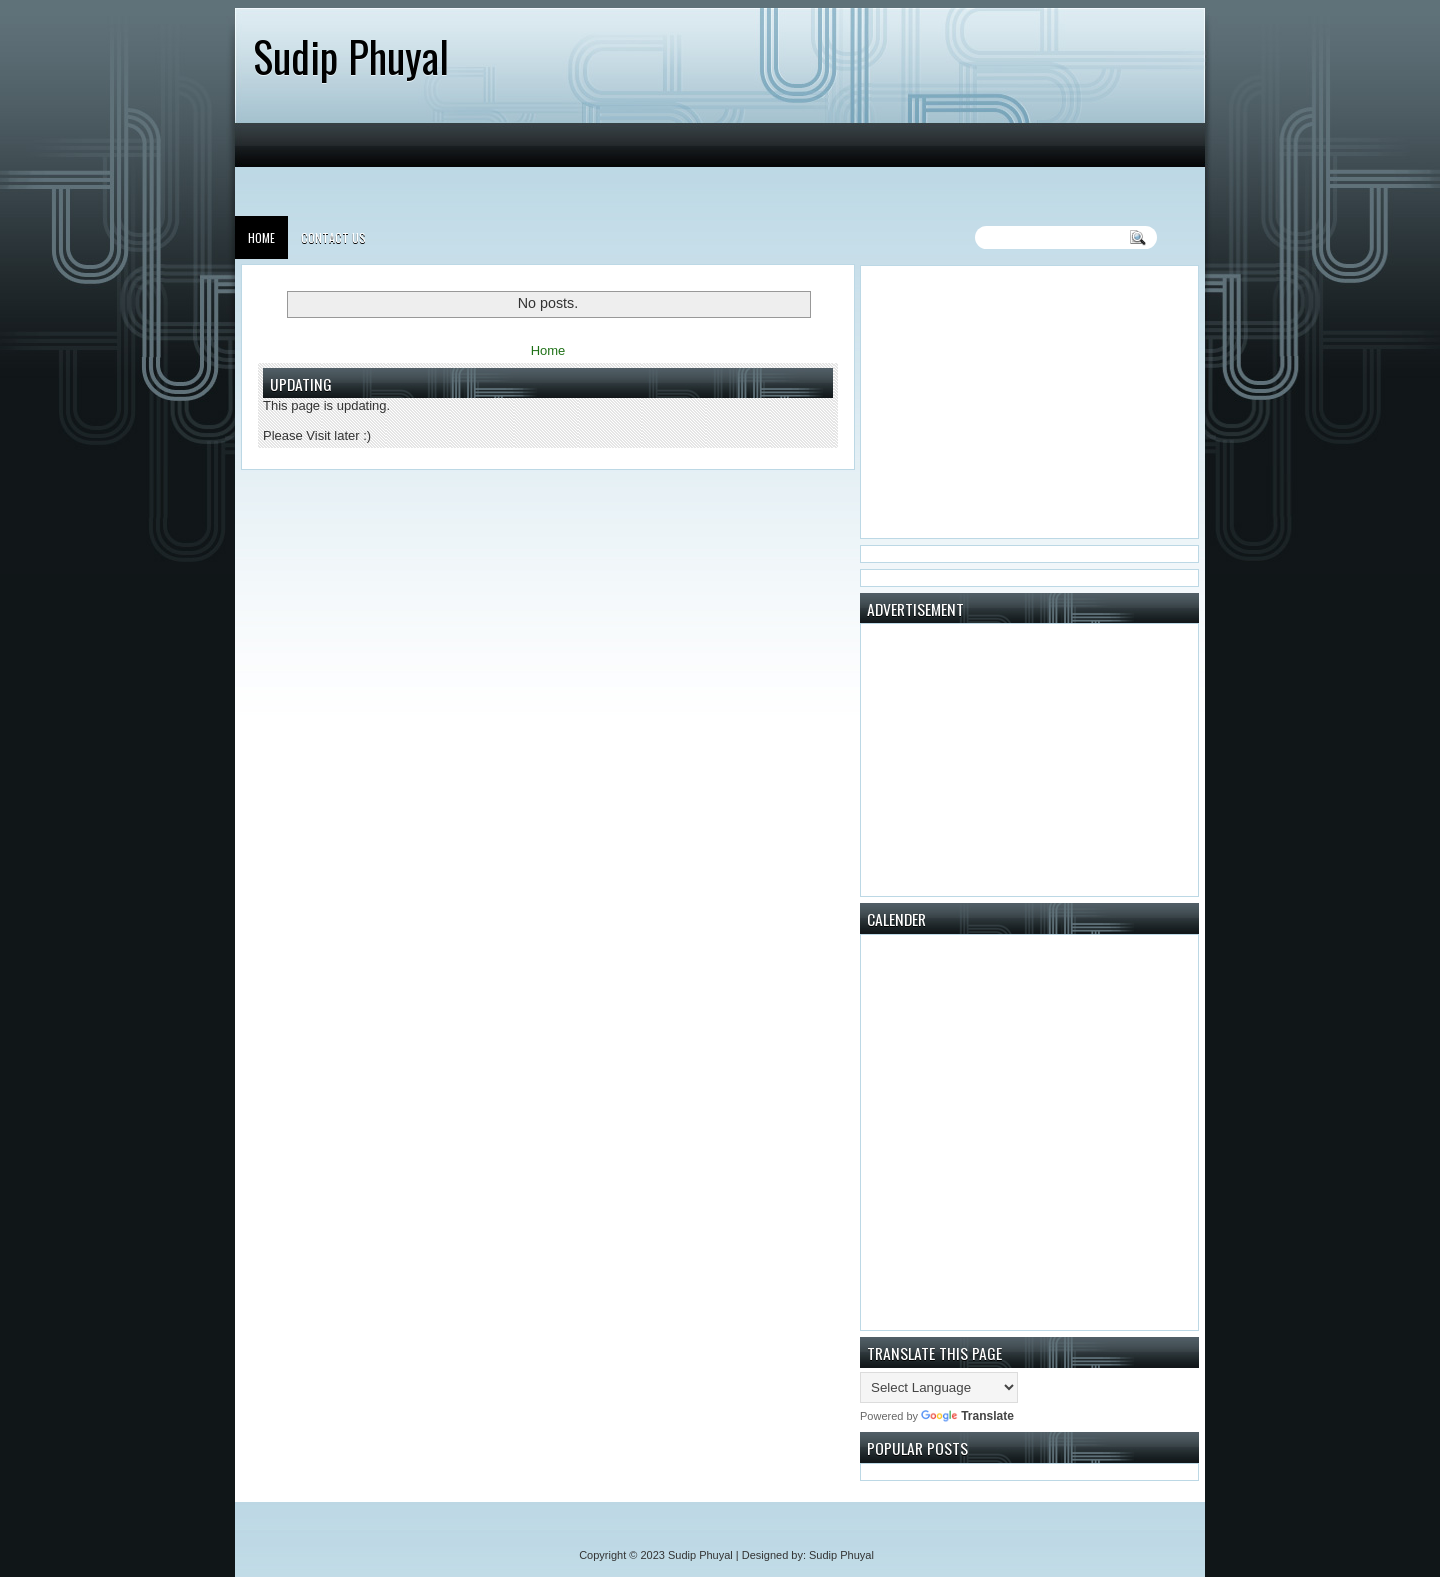 Sudip Phuyal
HOME CONTACT US
No posts.
Home
UPDATING
This page is updating.
Please Visit later :)
ADVERTISEMENT
CALENDER
TRANSLATE THIS PAGE
Select Language
Powered by Google Translate
POPULAR POSTS
Copyright © 2023 Sudip Phuyal | Designed by: Sudip Phuyal